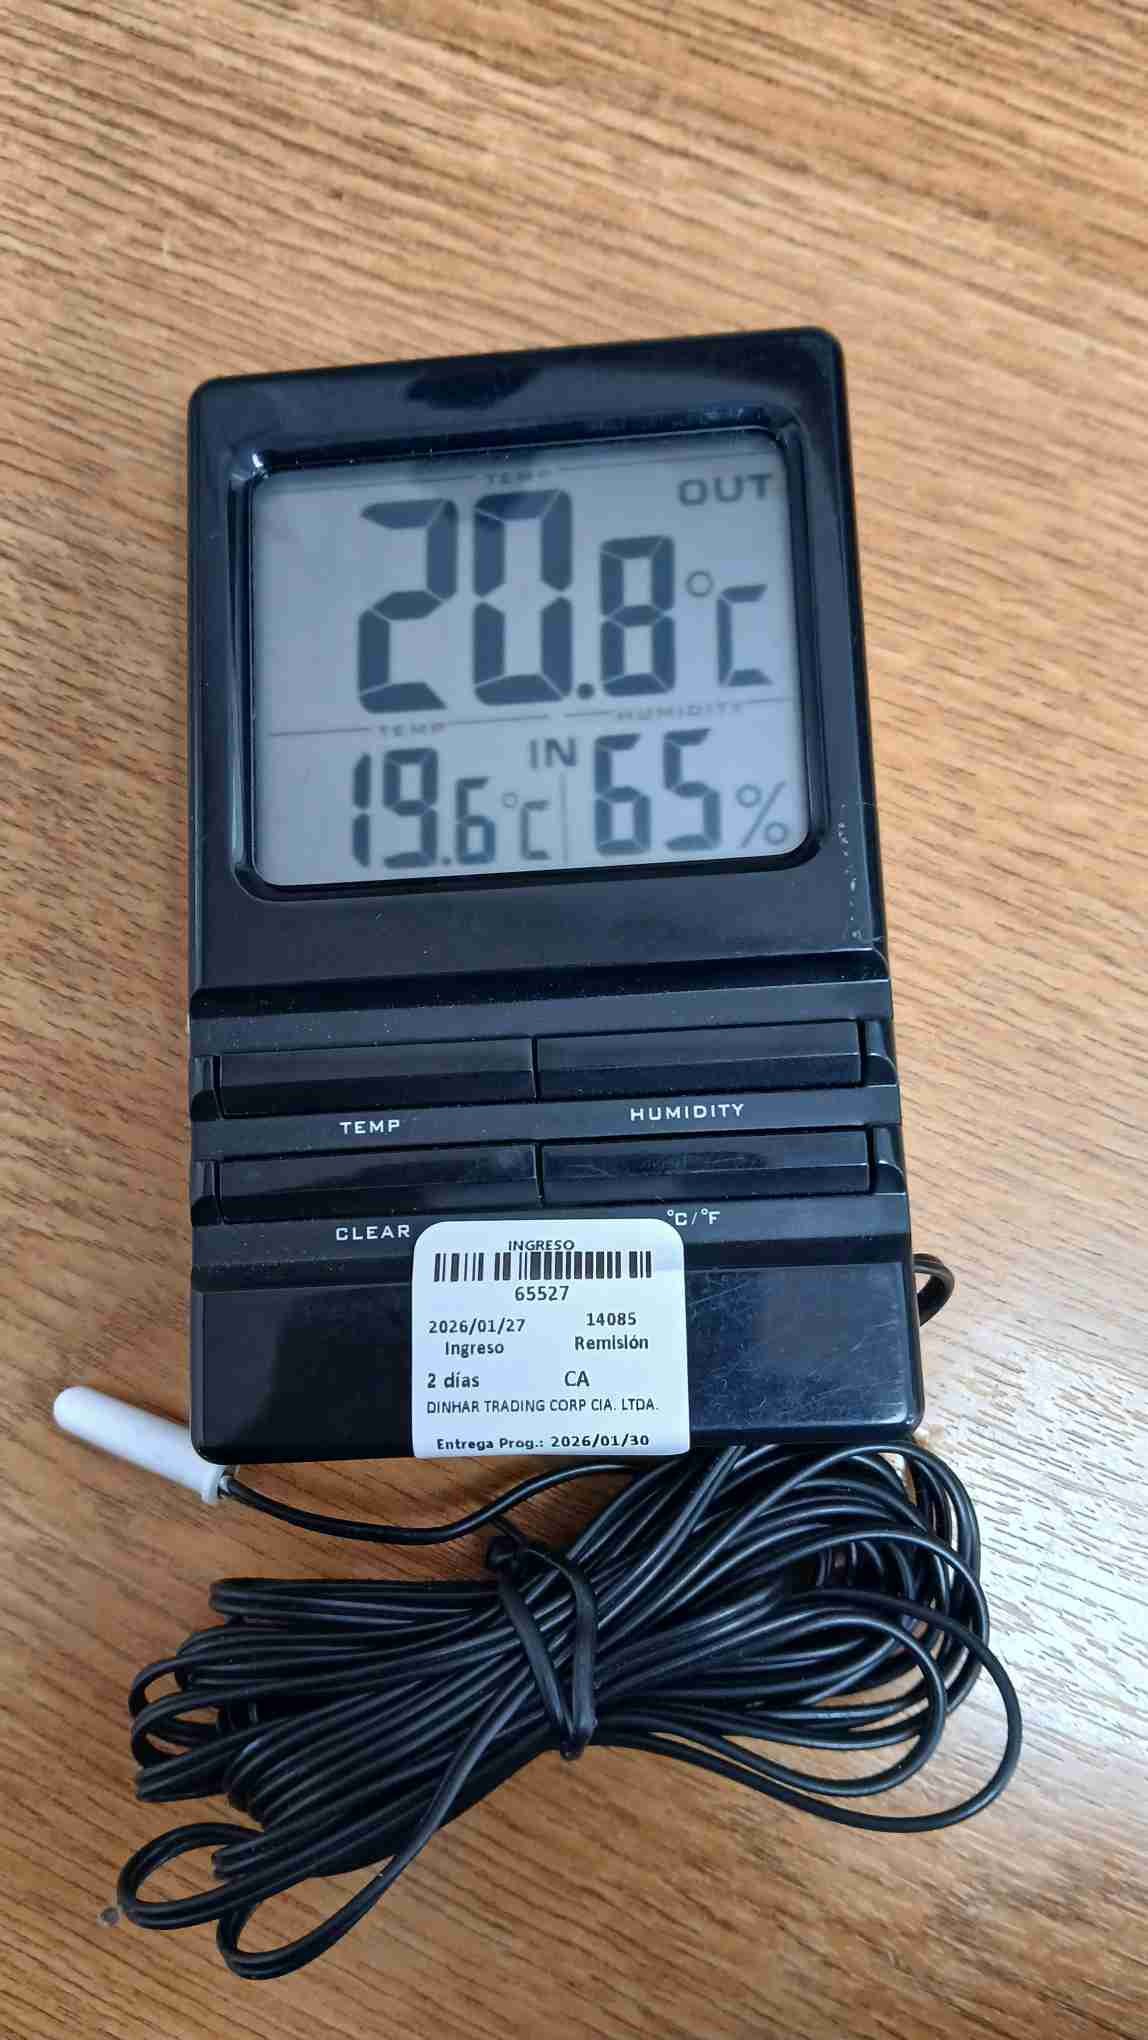 TEMP
OUT
20.8°C
TEMP HUMIDITY
IN
19.6°C 65%
TEMP HUMIDITY
CLEAR °C/°F
INGRESO
65527
2026/01/27 14085
Ingreso Remisión
2 días CA
DINHAR TRADING CORP CIA. LTDA.
Entrega Prog.: 2026/01/30